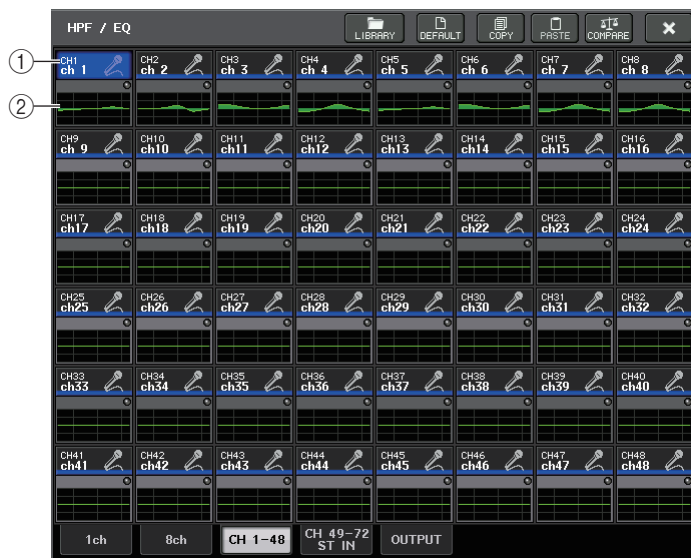 HPF / EQ LIBRARY DEFAULT COPY PASTE COMPARE
① CH1 CH2 CH3 CH4 CH5 CH6 CH7 CH8
ch 1 ch 2 ch 3 ch 4 ch 5 ch 6 ch 7 ch 8
②
CH9 CH10 CH11 CH12 CH13 CH14 CH15 CH16
ch 9 ch10 ch11 ch12 ch13 ch14 ch15 ch16
CH17 CH18 CH19 CH20 CH21 CH22 CH23 CH24
ch17 ch18 ch19 ch20 ch21 ch22 ch23 ch24
CH25 CH26 CH27 CH28 CH29 CH30 CH31 CH32
ch25 ch26 ch27 ch28 ch29 ch30 ch31 ch32
CH33 CH34 CH35 CH36 CH37 CH38 CH39 CH40
ch33 ch34 ch35 ch36 ch37 ch38 ch39 ch40
CH41 CH42 CH43 CH44 CH45 CH46 CH47 CH48
ch41 ch42 ch43 ch44 ch45 ch46 ch47 ch48
1ch 8ch CH 1-48 CH 49-72 OUTPUT
ST IN